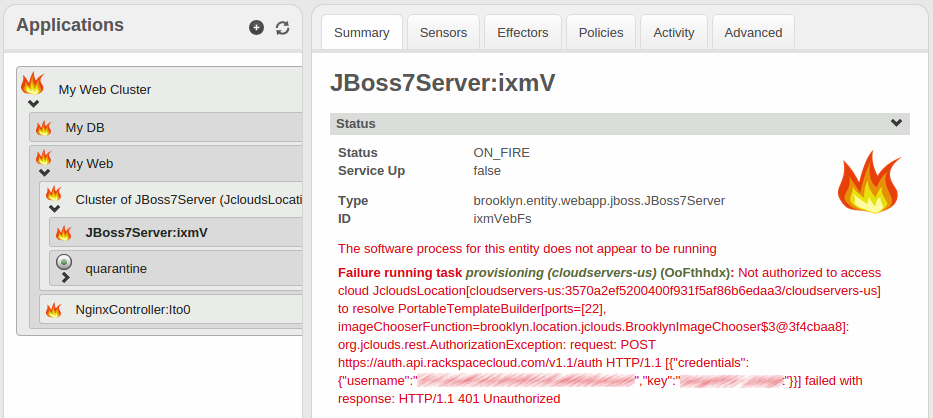 Applications
My Web Cluster
My DB
My Web
Cluster of JBoss7Server (JcloudsLocati
JBoss7Server:ixmV
quarantine
NginxController:Ito0
Summary
Sensors
Effectors
Policies
Activity
Advanced
JBoss7Server:ixmV
Status
Status ON_FIRE
Service Up false
Type brooklyn.entity.webapp.jboss.JBoss7Server
ID ixmVebFs
The software process for this entity does not appear to be running
Failure running task provisioning (cloudservers-us) (OoFthndx): Not authorized to access
cloud JcloudsLocation[cloudservers-us:3570a2ef5200400f931f5af86b6edaa3/cloudservers-us]
to resolve PortableTemplateBuilder[ports=[22],
imageChooserFunction=brooklyn.location.jclouds.BrooklynImageChooser$3@3f4cbaa8]:
org.jclouds.rest.AuthorizationException: request: POST
https://auth.api.rackspacecloud.com/v1.1/auth HTTP/1.1 [{"credentials":
{"username":" ","key":" "}}] failed with
response: HTTP/1.1 401 Unauthorized